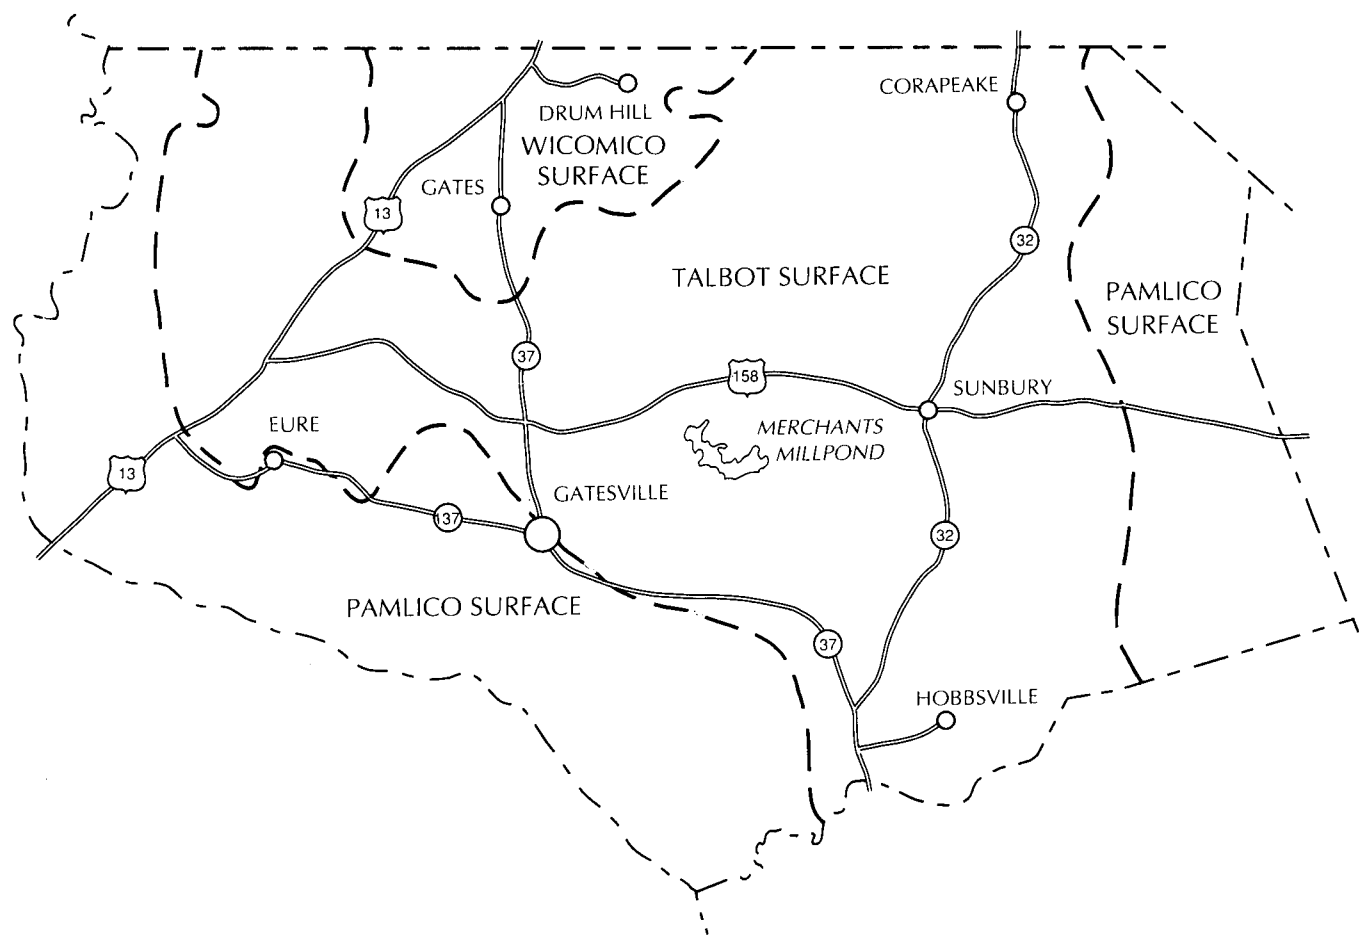 CORAPEAKE
DRUM HILL
WICOMICO
SURFACE
GATES
13
32
TALBOT SURFACE
PAMLICO
SURFACE
37
158
SUNBURY
EURE
MERCHANTS
MILLPOND
13
GATESVILLE
137
32
PAMLICO SURFACE
37
HOBBSVILLE